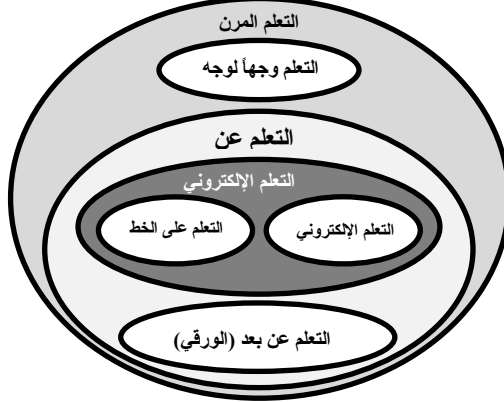 التعلم المرن
التعلم وجهاً لوجه
التعلم عن
التعلم الإلكتروني
التعلم الإلكتروني
التعلم على الخط
التعلم عن بعد (الورقي)